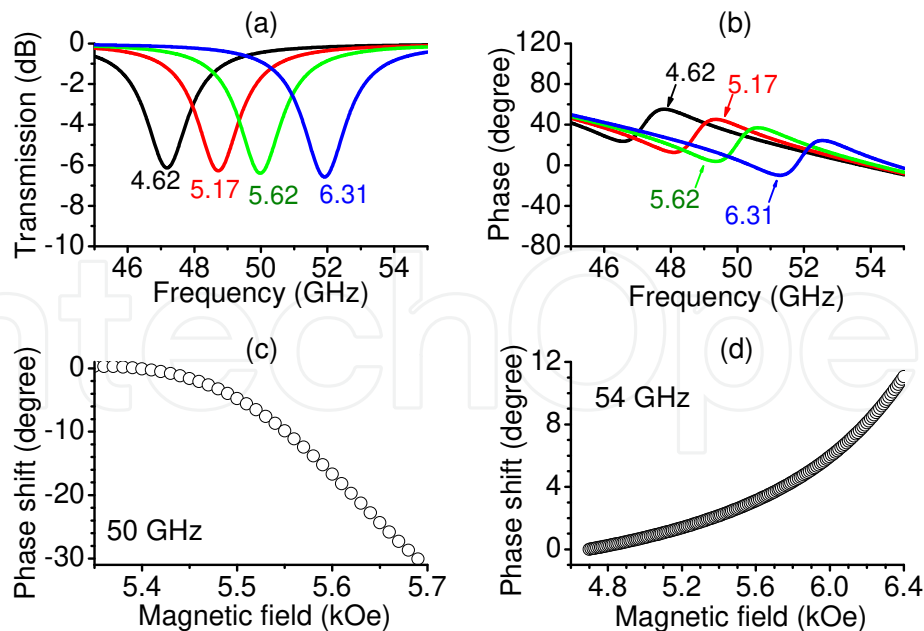 (a)
Transmission (dB)
0
-2
-4
-6
-8
-10
4.62
5.17
5.62
6.31
46 48 50 52 54
Frequency (GHz)
(b)
Phase (degree)
120
80
40
0
-40
-80
4.62
5.17
5.62
6.31
46 48 50 52 54
Frequency (GHz)
(c)
Phase shift (degree)
0
-10
-20
-30
50 GHz
5.4 5.5 5.6 5.7
Magnetic field (kOe)
(d)
Phase shift (degree)
12
8
4
0
54 GHz
4.8 5.2 5.6 6.0 6.4
Magnetic field (kOe)
ntechOpe